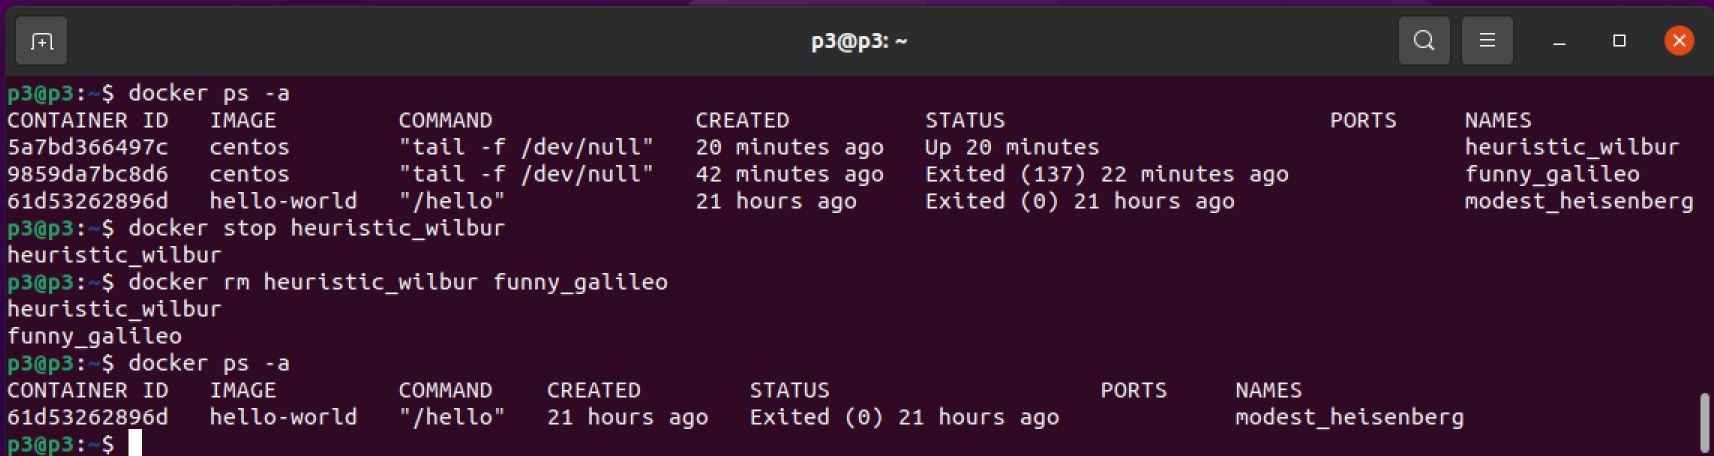 p3@p3: ~
p3@p3:~$ docker ps -a
CONTAINER ID   IMAGE         COMMAND               CREATED          STATUS                        PORTS     NAMES
5a7bd366497c   centos        "tail -f /dev/null"   20 minutes ago   Up 20 minutes                           heuristic_wilbur
9859da7bc8d6   centos        "tail -f /dev/null"   42 minutes ago   Exited (137) 22 minutes ago             funny_galileo
61d53262896d   hello-world   "/hello"              21 hours ago     Exited (0) 21 hours ago                 modest_heisenberg
p3@p3:~$ docker stop heuristic_wilbur
heuristic_wilbur
p3@p3:~$ docker rm heuristic_wilbur funny_galileo
heuristic_wilbur
funny_galileo
p3@p3:~$ docker ps -a
CONTAINER ID   IMAGE         COMMAND    CREATED        STATUS                    PORTS     NAMES
61d53262896d   hello-world   "/hello"   21 hours ago   Exited (0) 21 hours ago             modest_heisenberg
p3@p3:~$